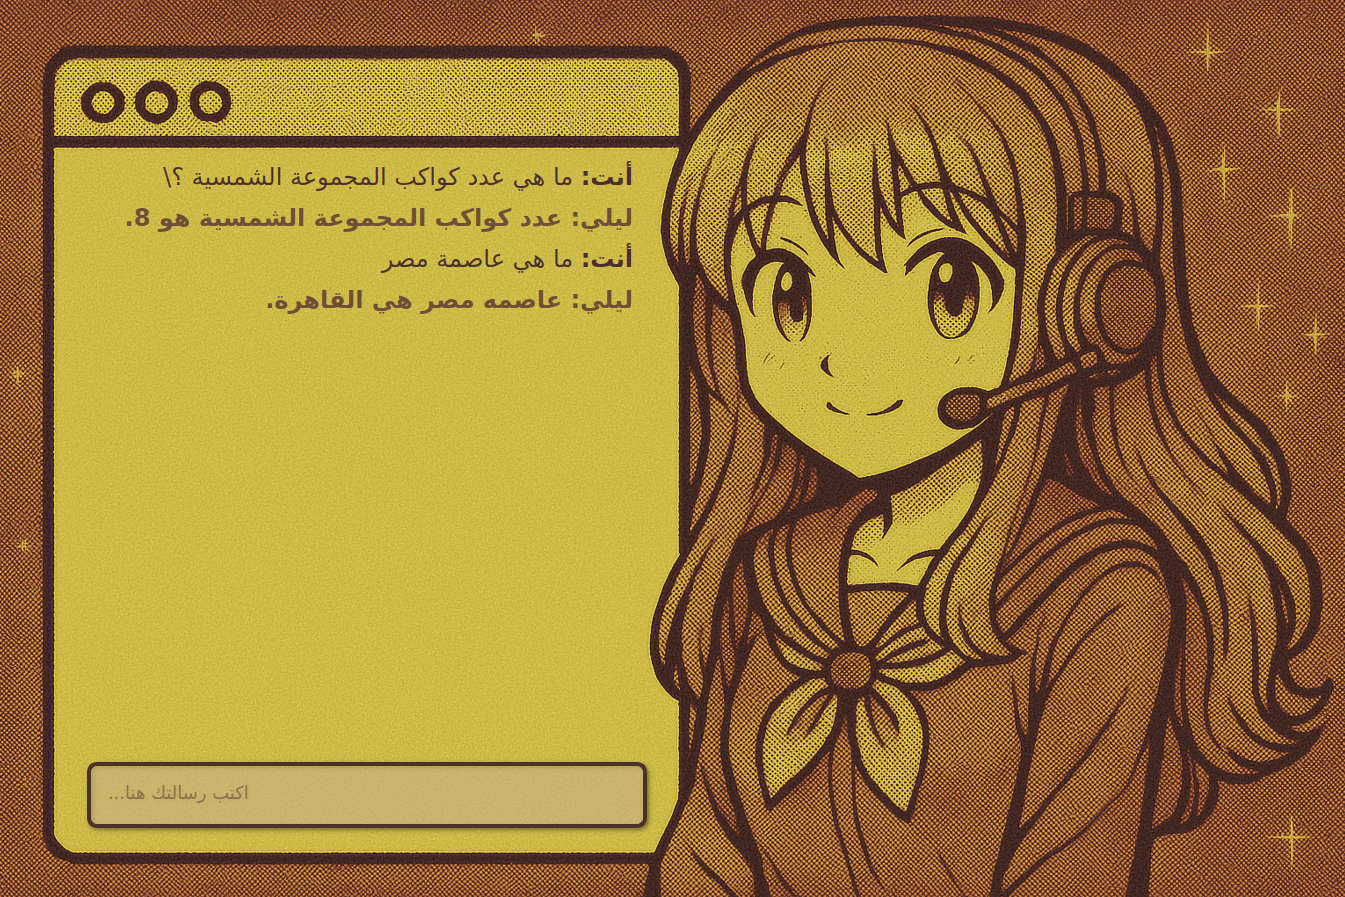 أنت: ما هي عدد كواكب المجموعة الشمسية ؟\
ليلي: عدد كواكب المجموعة الشمسية هو 8.
أنت: ما هي عاصمة مصر
ليلي: عاصمه مصر هي القاهرة.
اكتب رسالتك هنا...